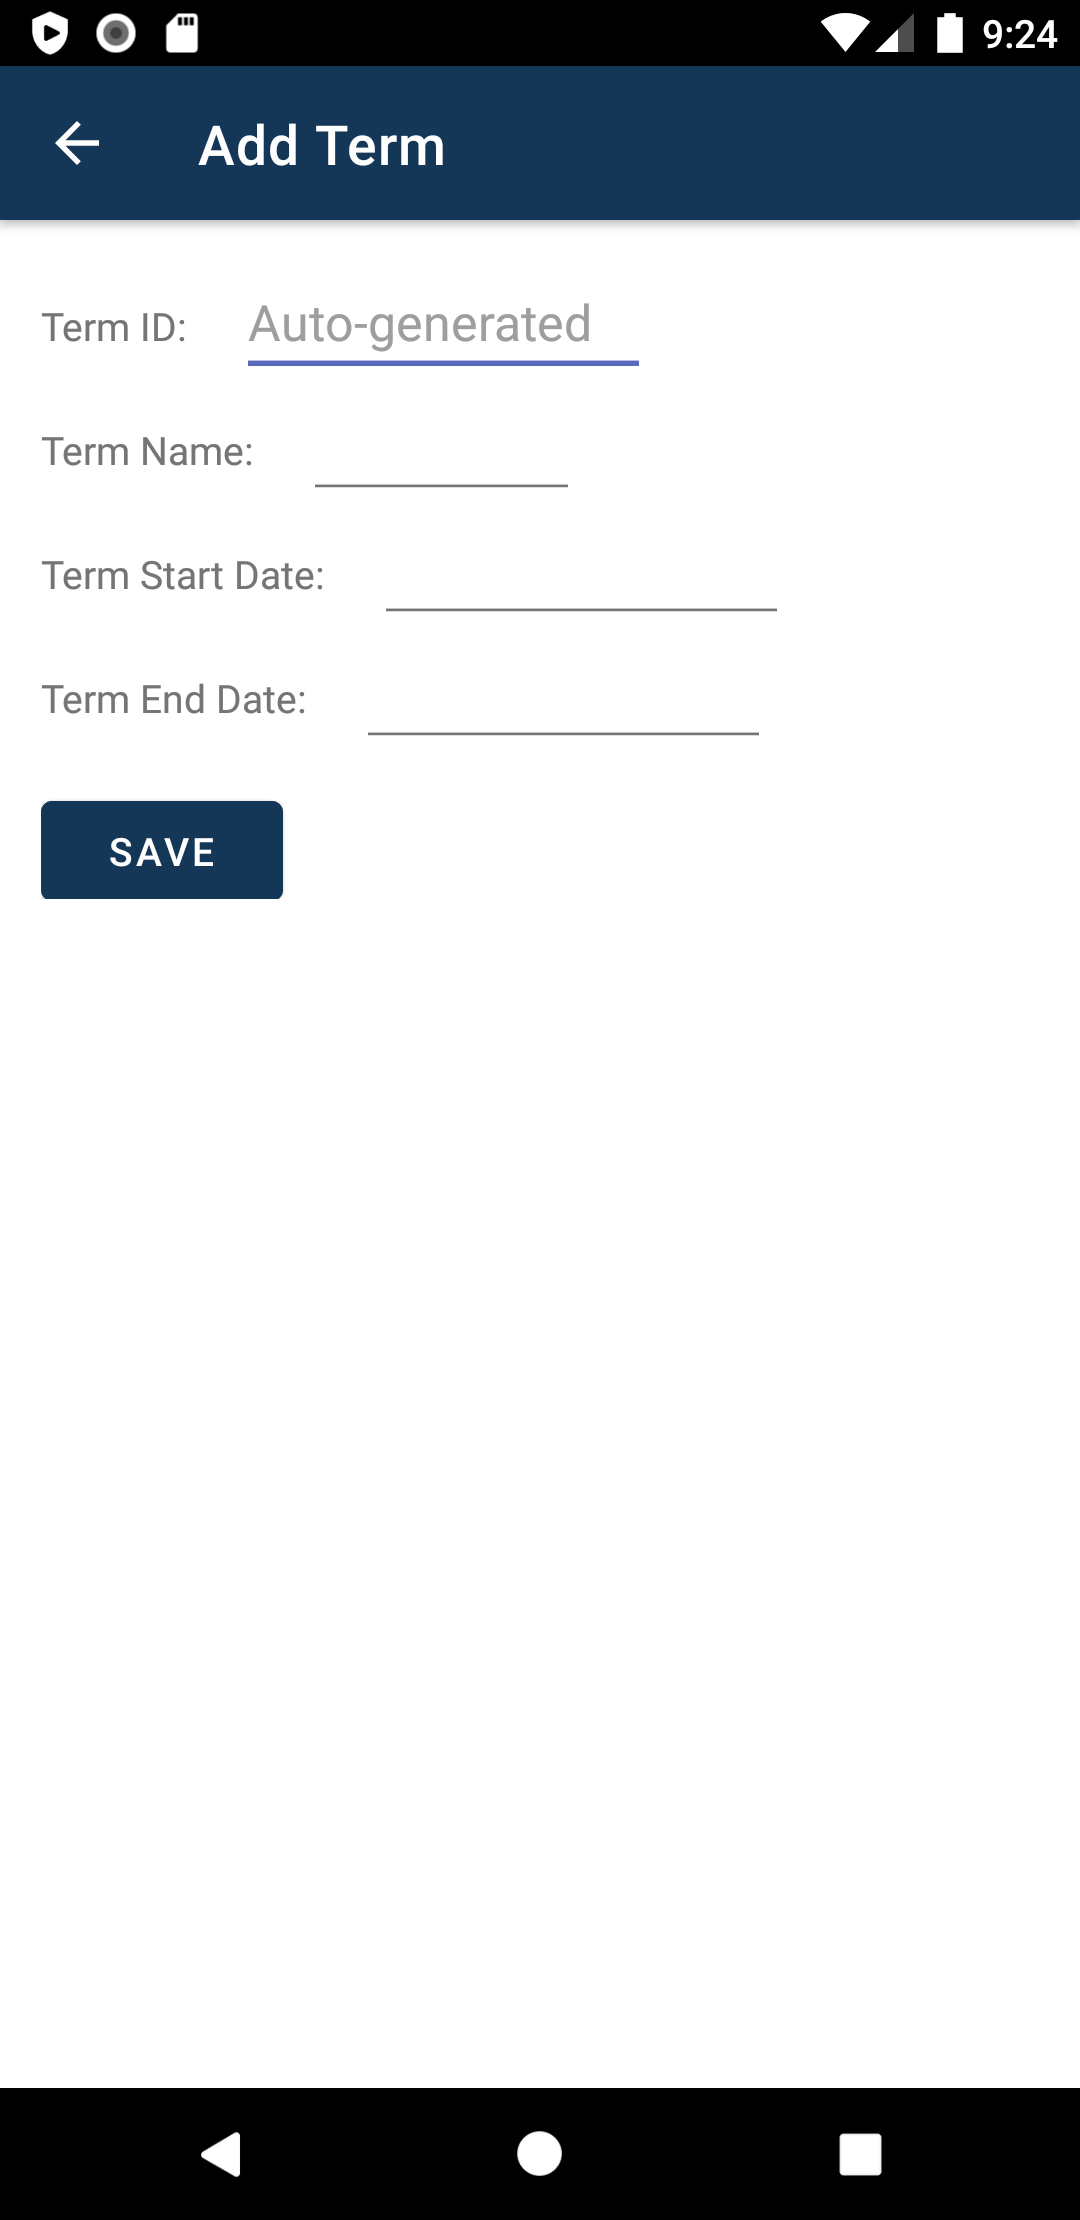 9:24
Add Term
Term ID: Auto-generated
Term Name:
Term Start Date:
Term End Date:
SAVE